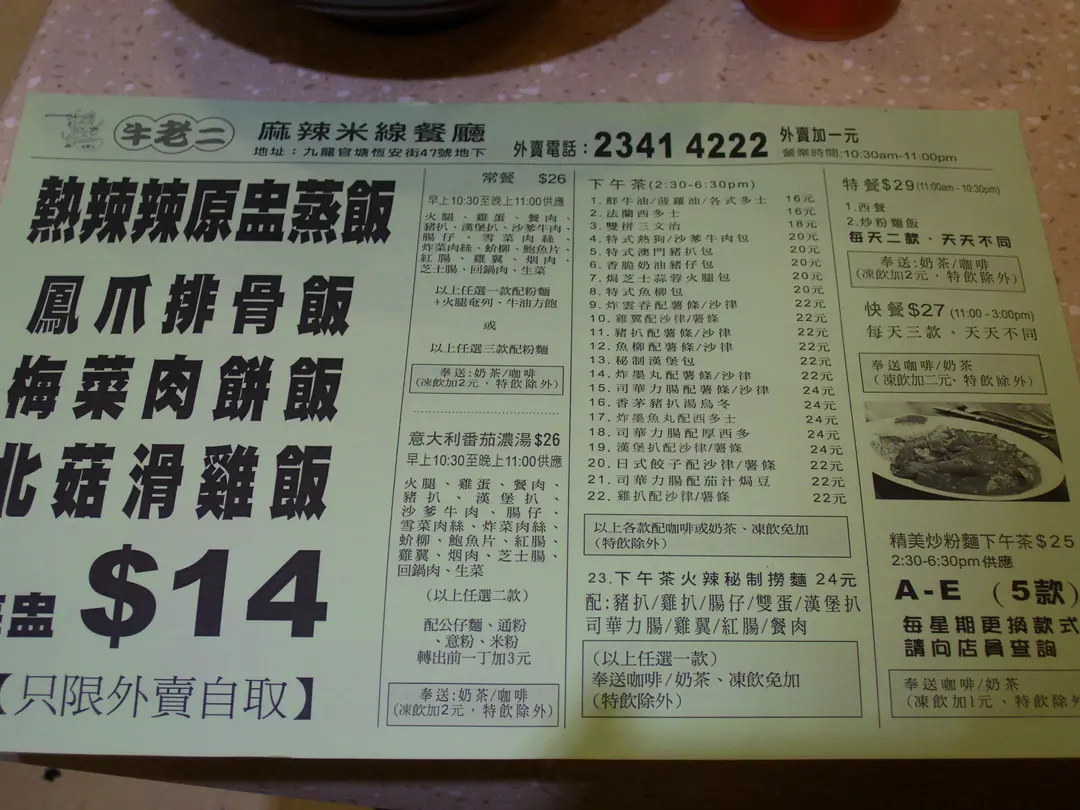 牛老二
麻辣米線餐廳
地址：九龍官塘恆安街47號地下
外賣電話：2341 4222
外賣加一元
營業時間:10:30am-11:00pm
熱辣辣原盅蒸飯
鳳爪排骨飯
梅菜肉餅飯
北菇滑雞飯
盅 $14
【只限外賣自取】
常餐 $26
早上10:30至晚上11:00供應
火腿、雞蛋、餐肉、
豬扒、漢堡扒、沙爹牛肉、
腸仔、雪菜肉絲、
炸菜肉絲、蚧柳、鮑魚片、
紅腸、雞翼、烟肉、
芝士腸、回鍋肉、生菜
以上任選一款配粉麵
+火腿奄列、牛油方飽
或
以上任選三款配粉麵
奉送:奶茶/咖啡
(凍飲加2元，特飲除外)
意大利番茄濃湯 $26
早上10:30至晚上11:00供應
火腿、雞蛋、餐肉、
豬扒、漢堡扒、
沙爹牛肉、腸仔、
雪菜肉絲、炸菜肉絲、
蚧柳、鮑魚片、紅腸、
雞翼、烟肉、芝士腸、
回鍋肉、生菜
（以上任選二款）
配公仔麵、通粉
、意粉、米粉
轉出前一丁加3元
奉送:奶茶/咖啡
(凍飲加2元，特飲除外)
下午茶(2:30-6:30pm)
1. 鮮牛油/菠蘿油/各式多士 16元
2. 法蘭西多士 16元
3. 雙拼三文治 18元
4. 特式熱狗/沙爹牛肉包 20元
5. 特式澳門豬扒包 20元
6. 香脆奶油豬仔包 20元
7. 焗芝士蒜蓉火腿包 20元
8. 特式魚柳包 20元
9. 炸雲吞配薯條/沙律 22元
10. 雞翼配沙律/薯條 22元
11. 豬扒配薯條/沙律 22元
12. 魚柳配薯條/沙律 22元
13. 秘制漢堡包 22元
14. 炸墨丸配薯條/沙律 22元
15. 司華力腸配薯條/沙律 24元
16. 香茅豬扒湯烏冬 24元
17. 炸墨魚丸配西多士 24元
18. 司華力腸配厚西多 24元
19. 漢堡扒配沙律/薯條 24元
20. 日式餃子配沙律/薯條 22元
21. 司華力腸配茄汁焗豆 22元
22. 雞扒配沙律/薯條 22元
以上各款配咖啡或奶茶、凍飲免加
(特飲除外)
23.下午茶火辣秘制撈麵 24元
配:豬扒/雞扒/腸仔/雙蛋/漢堡扒
司華力腸/雞翼/紅腸/餐肉
（以上任選一款）
奉送咖啡/奶茶、凍飲免加
(特飲除外)
特餐$29(11:00am - 10:30pm)
1.西餐
2.炒粉麵飯
每天二款、天天不同
奉送:奶茶/咖啡
(凍飲加2元，特飲除外)
快餐$27 (11:00 - 3:00pm)
每天三款、天天不同
奉送咖啡/奶茶
(凍飲加二元、特飲除外)
精美炒粉麵下午茶$25
2:30-6:30pm供應
A-E（5款）
每星期更換款式
請向店員查詢
奉送咖啡/奶茶
(凍飲加1元、特飲除外